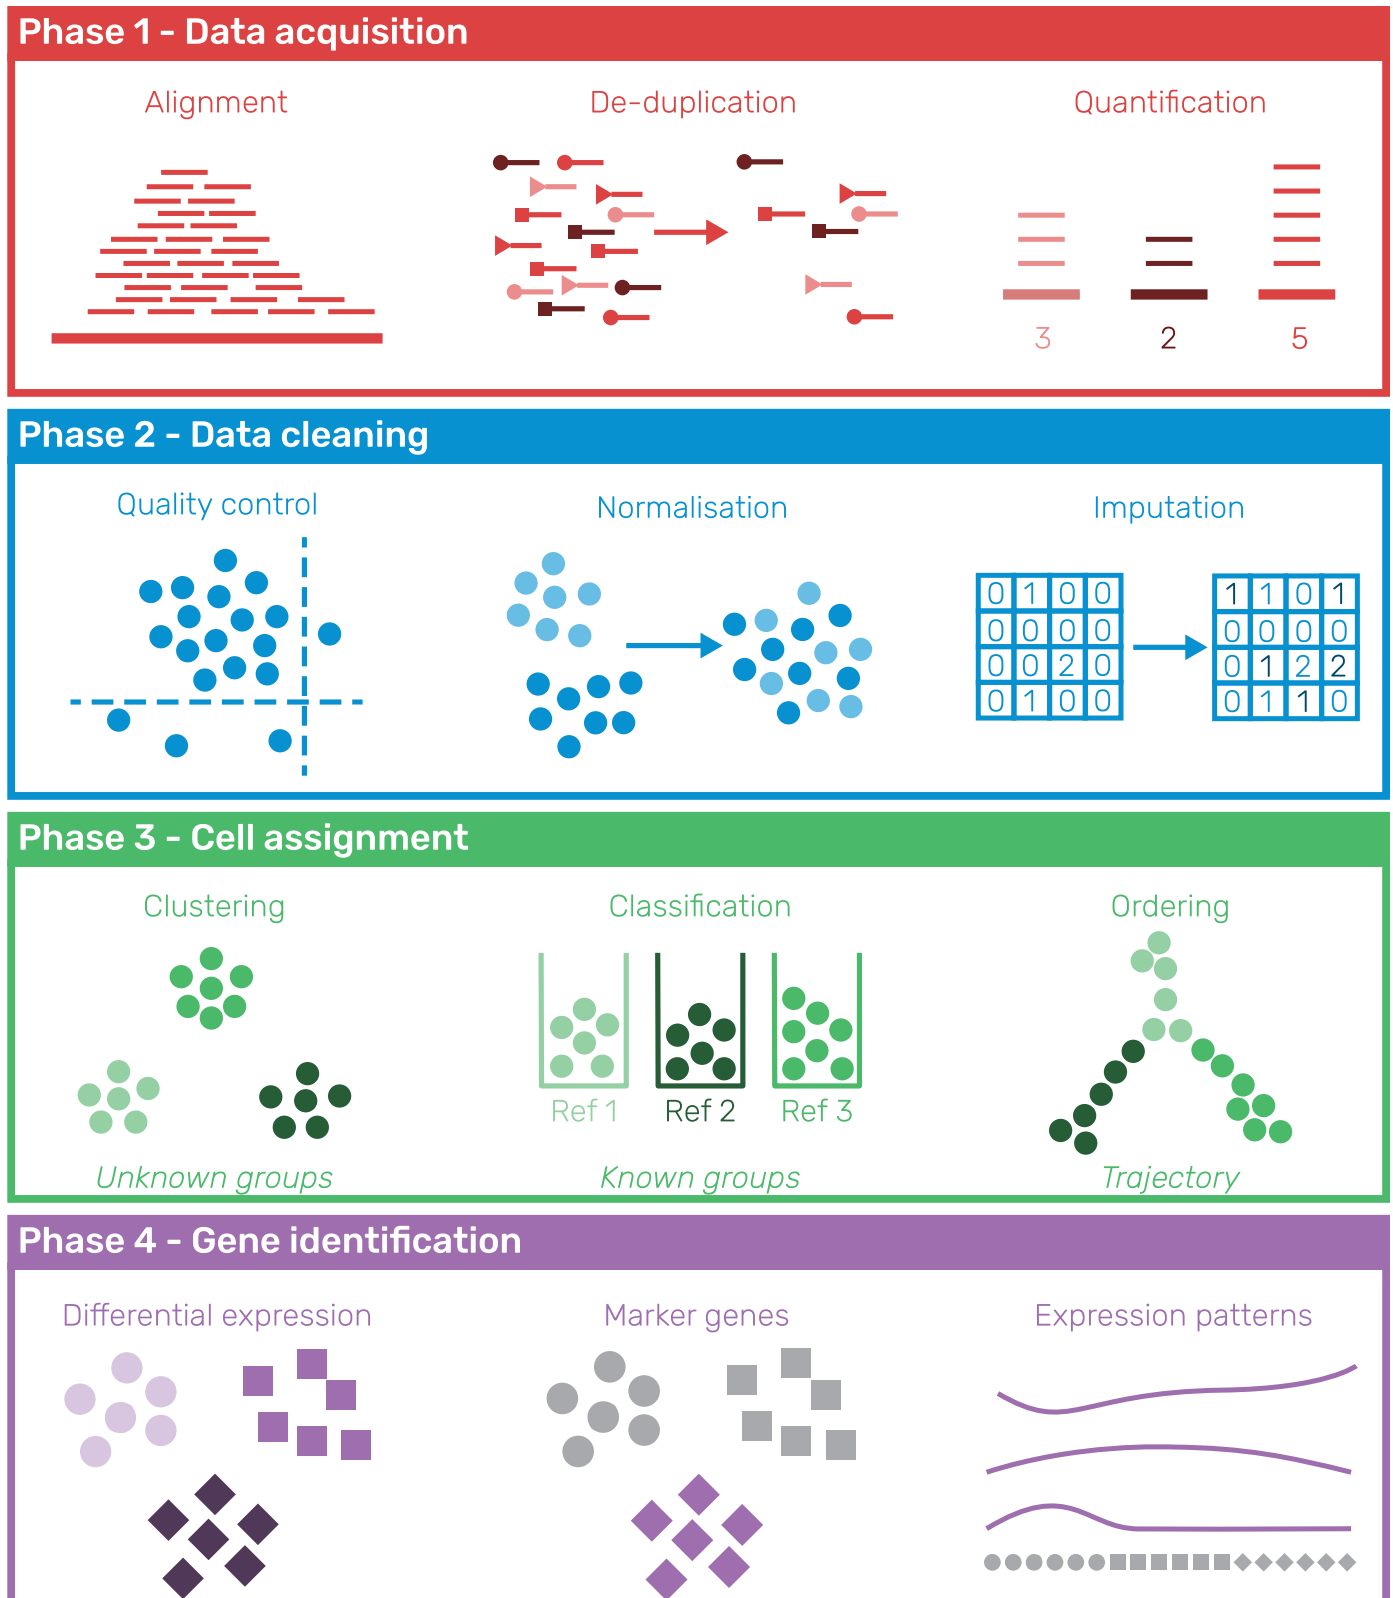 Phase 1 - Data acquisition
Alignment
De-duplication
Quantification
3
2
5
Phase 2 - Data cleaning
Quality control
Normalisation
Imputation
0 1 0 0
0 0 0 0
0 0 2 0
0 1 0 0
1 1 0 1
0 0 0 0
0 1 2 2
0 1 1 0
Phase 3 - Cell assignment
Clustering
Classification
Ordering
Ref 1
Ref 2
Ref 3
Unknown groups
Known groups
Trajectory
Phase 4 - Gene identification
Differential expression
Marker genes
Expression patterns